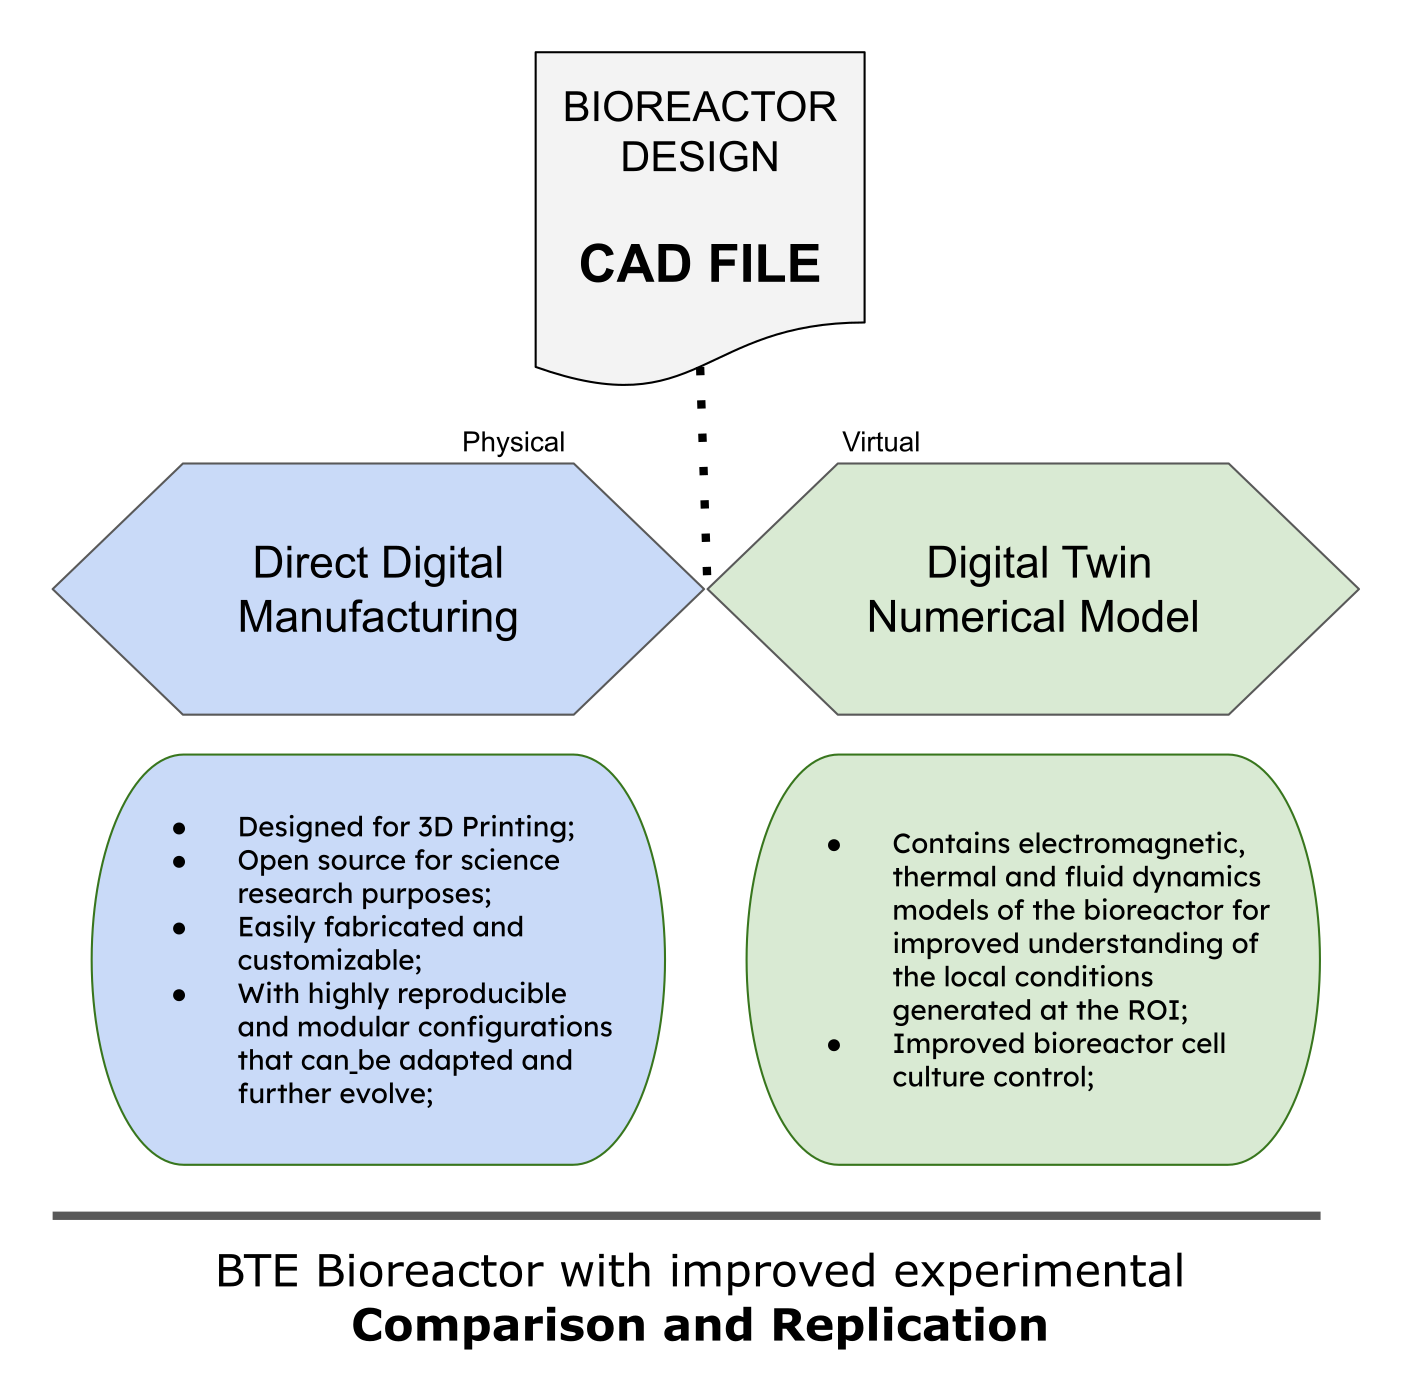 BIOREACTOR
DESIGN
CAD FILE
Physical
Virtual
Direct Digital
Manufacturing
Digital Twin
Numerical Model
● Designed for 3D Printing;
● Open source for science
research purposes;
● Easily fabricated and
customizable;
● With highly reproducible
and modular configurations
that can be adapted and
further evolve;
● Contains electromagnetic,
thermal and fluid dynamics
models of the bioreactor for
improved understanding of
the local conditions
generated at the ROI;
● Improved bioreactor cell
culture control;
BTE Bioreactor with improved experimental
Comparison and Replication